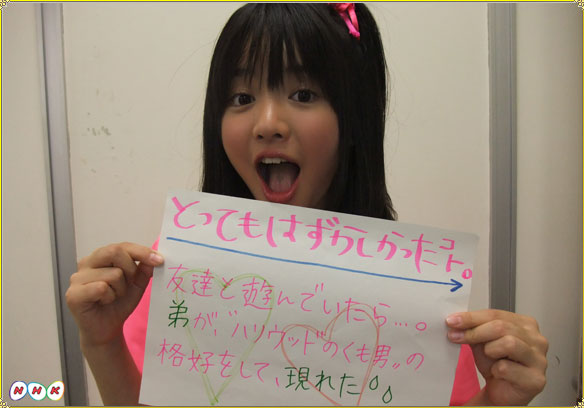 とってもはずかしかったコト。
友達と遊んでいたら…。
弟が、"ハリウッドのくも男"の
格好をして、現れた。
NHK